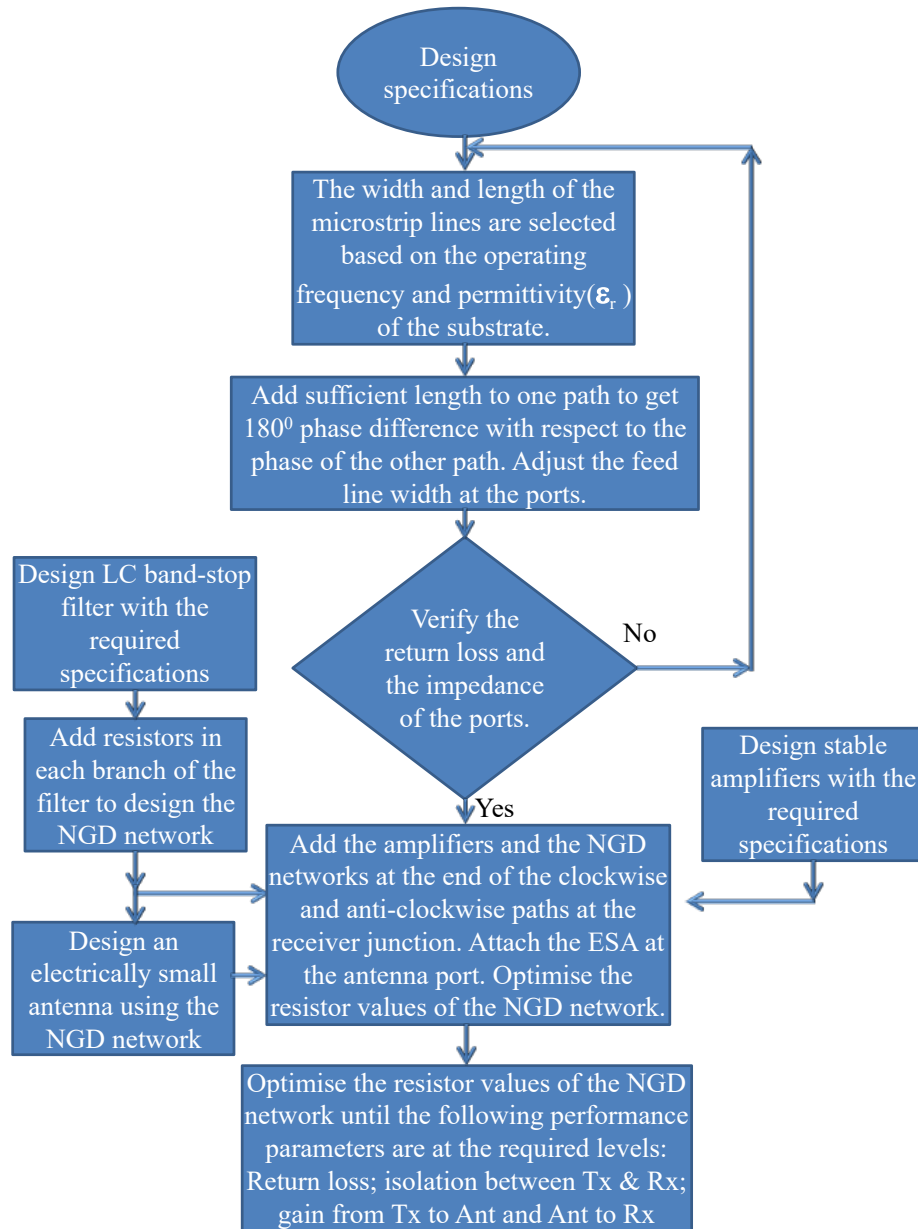 Design
specifications
The width and length of the
microstrip lines are selected
based on the operating
frequency and permittivity(εr )
of the substrate.
Add sufficient length to one path to get
180⁰ phase difference with respect to the
phase of the other path. Adjust the feed
line width at the ports.
Verify the
return loss and
the impedance
of the ports.
No
Yes
Design LC band-stop
filter with the
required
specifications
Add resistors in
each branch of the
filter to design the
NGD network
Design an
electrically small
antenna using the
NGD network
Design stable
amplifiers with the
required
specifications
Add the amplifiers and the NGD
networks at the end of the clockwise
and anti-clockwise paths at the
receiver junction. Attach the ESA at
the antenna port. Optimise the
resistor values of the NGD network.
Optimise the resistor values of the NGD
network until the following performance
parameters are at the required levels:
Return loss; isolation between Tx & Rx;
gain from Tx to Ant and Ant to Rx